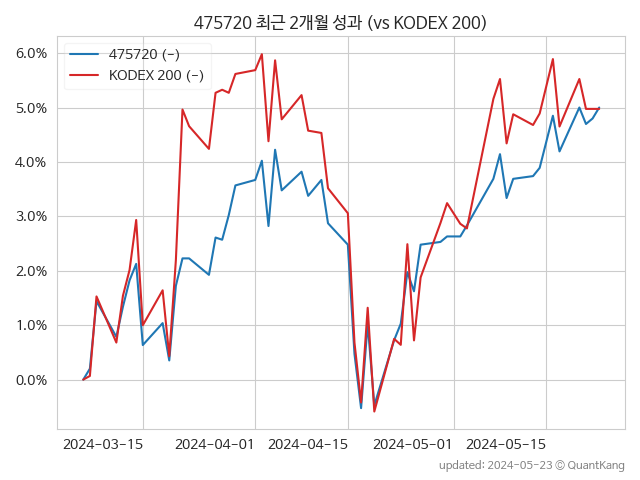 475720 최근 2개월 성과 (vs KODEX 200)
475720 (-)
KODEX 200 (-)
6.0%
5.0%
4.0%
3.0%
2.0%
1.0%
0.0%
2024-03-15 2024-04-01 2024-04-15 2024-05-01 2024-05-15
updated: 2024-05-23 © QuantKang